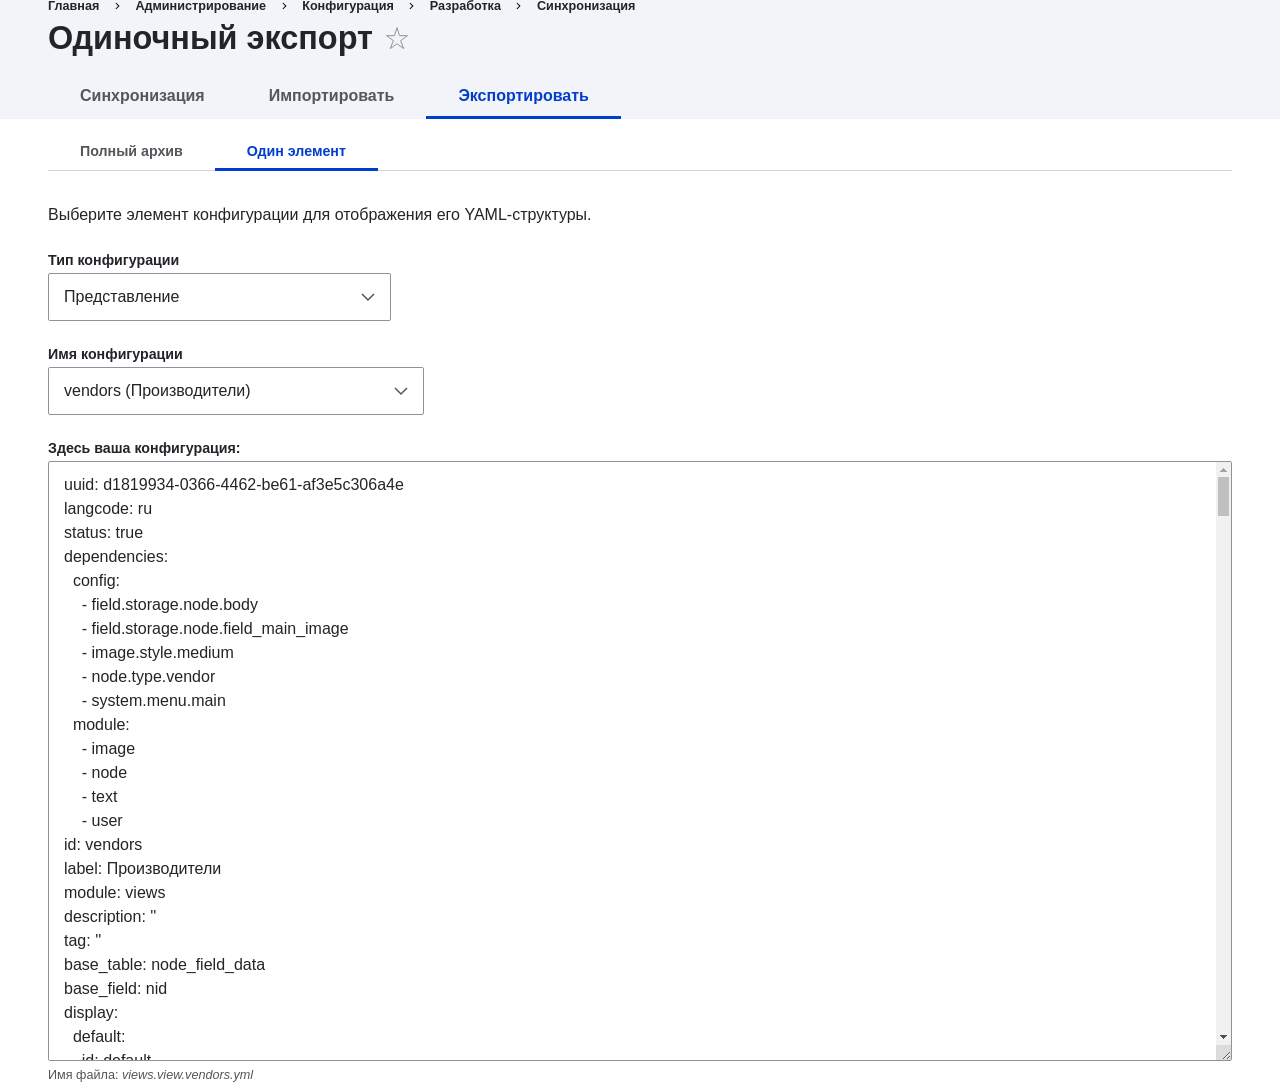 Главная > Администрирование > Конфигурация > Разработка > Синхронизация
Одиночный экспорт ☆
Синхронизация Импортировать Экспортировать
Полный архив Один элемент
Выберите элемент конфигурации для отображения его YAML-структуры.
Тип конфигурации
Представление
Имя конфигурации
vendors (Производители)
Здесь ваша конфигурация:
uuid: d1819934-0366-4462-be61-af3e5c306a4e
langcode: ru
status: true
dependencies:
  config:
    - field.storage.node.body
    - field.storage.node.field_main_image
    - image.style.medium
    - node.type.vendor
    - system.menu.main
  module:
    - image
    - node
    - text
    - user
id: vendors
label: Производители
module: views
description: ''
tag: ''
base_table: node_field_data
base_field: nid
display:
  default:
    id: default
Имя файла: views.view.vendors.yml